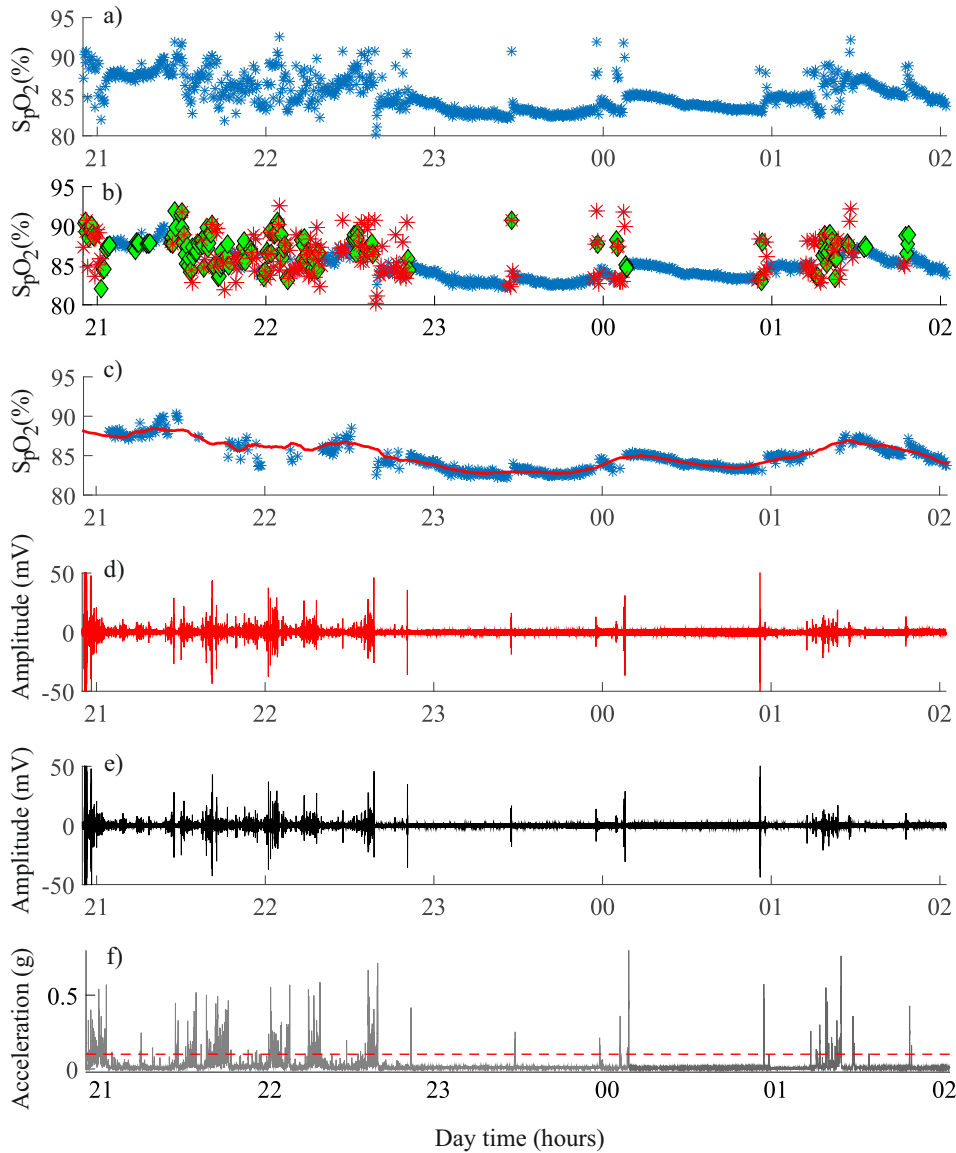 a)
95
90
85
80
SpO2(%)
21 22 23 00 01 02
b)
95
90
85
80
SpO2(%)
21 22 23 00 01 02
c)
95
90
85
80
SpO2(%)
21 22 23 00 01 02
d)
50
0
-50
Amplitude (mV)
21 22 23 00 01 02
e)
50
0
-50
Amplitude (mV)
21 22 23 00 01 02
f)
0.5
0
Acceleration (g)
21 22 23 00 01 02
Day time (hours)